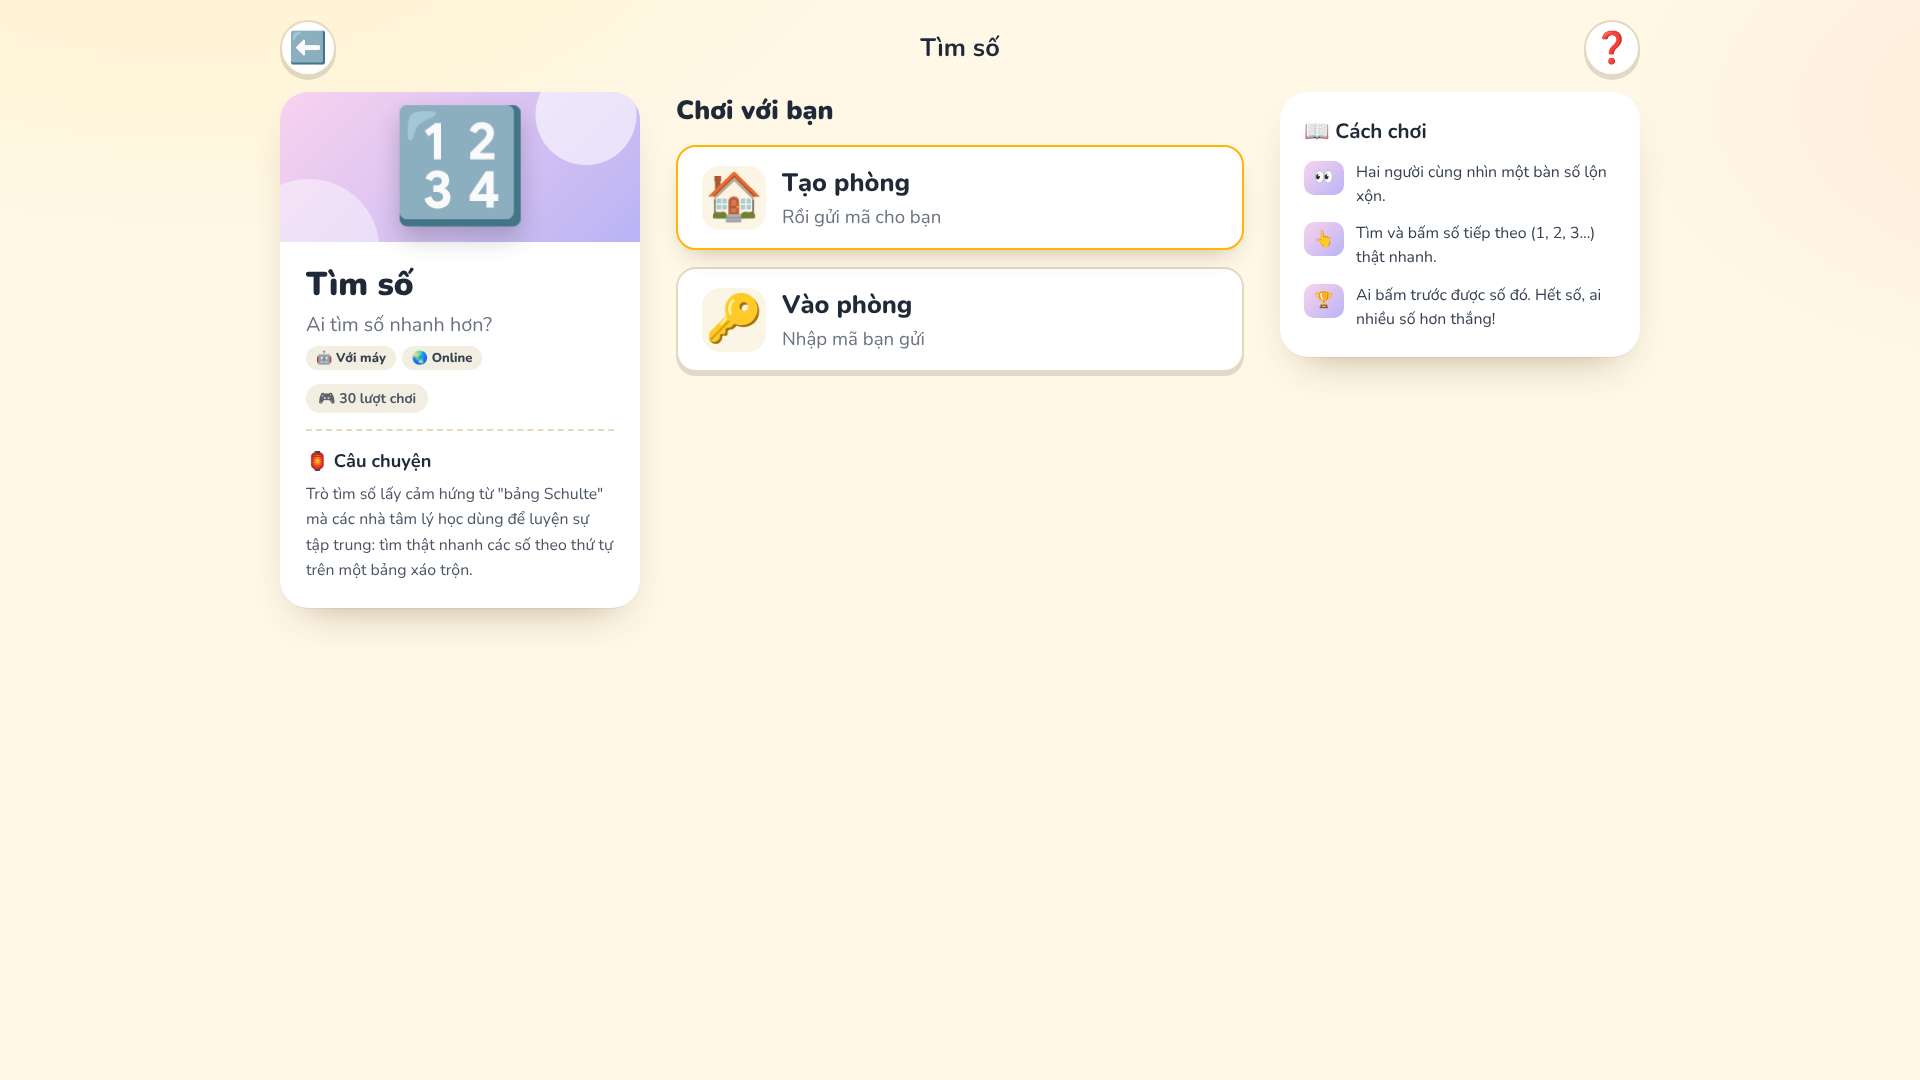 Tìm số
1 2
3 4
Tìm số
Ai tìm số nhanh hơn?
Với máy
Online
30 lượt chơi
Câu chuyện
Trò tìm số lấy cảm hứng từ "bảng Schulte"
mà các nhà tâm lý học dùng để luyện sự
tập trung: tìm thật nhanh các số theo thứ tự
trên một bảng xáo trộn.
Chơi với bạn
Tạo phòng
Rồi gửi mã cho bạn
Vào phòng
Nhập mã bạn gửi
Cách chơi
Hai người cùng nhìn một bàn số lộn
xộn.
Tìm và bấm số tiếp theo (1, 2, 3...)
thật nhanh.
Ai bấm trước được số đó. Hết số, ai
nhiều số hơn thắng!